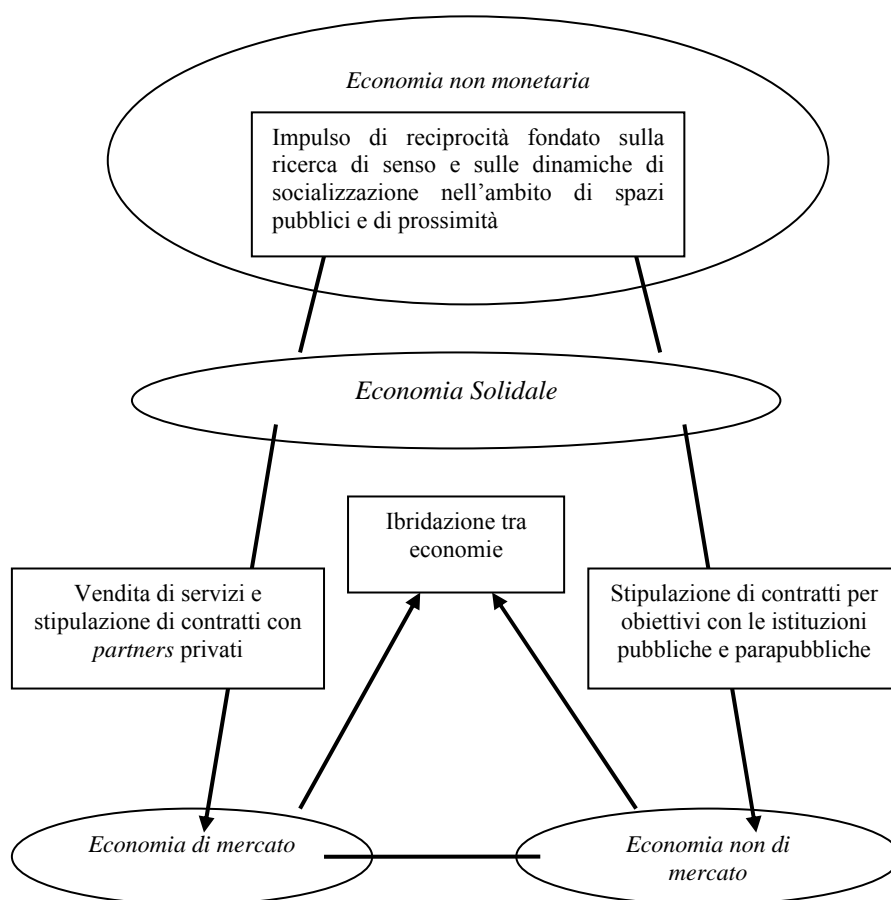 Economia non monetaria
Impulso di reciprocità fondato sulla
ricerca di senso e sulle dinamiche di
socializzazione nell’ambito di spazi
pubblici e di prossimità
Economia Solidale
Ibridazione tra
economie
Vendita di servizi e
stipulazione di contratti con
partners privati
Stipulazione di contratti per
obiettivi con le istituzioni
pubbliche e parapubbliche
Economia di mercato
Economia non di
mercato